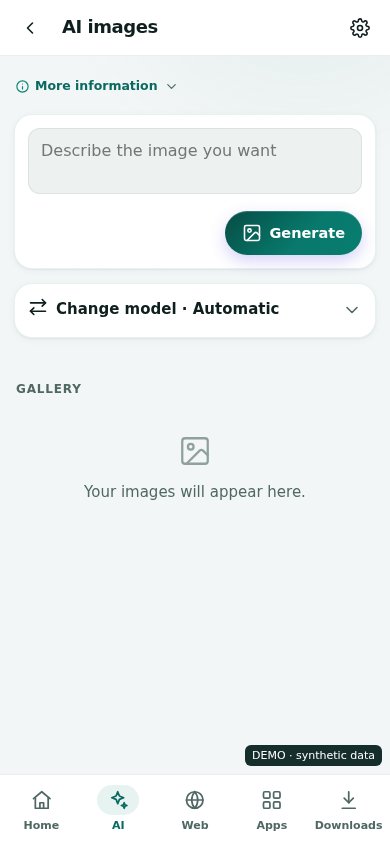 AI images
More information
Describe the image you want
Generate
Change model · Automatic
GALLERY
Your images will appear here.
DEMO · synthetic data
Home
AI
Web
Apps
Downloads